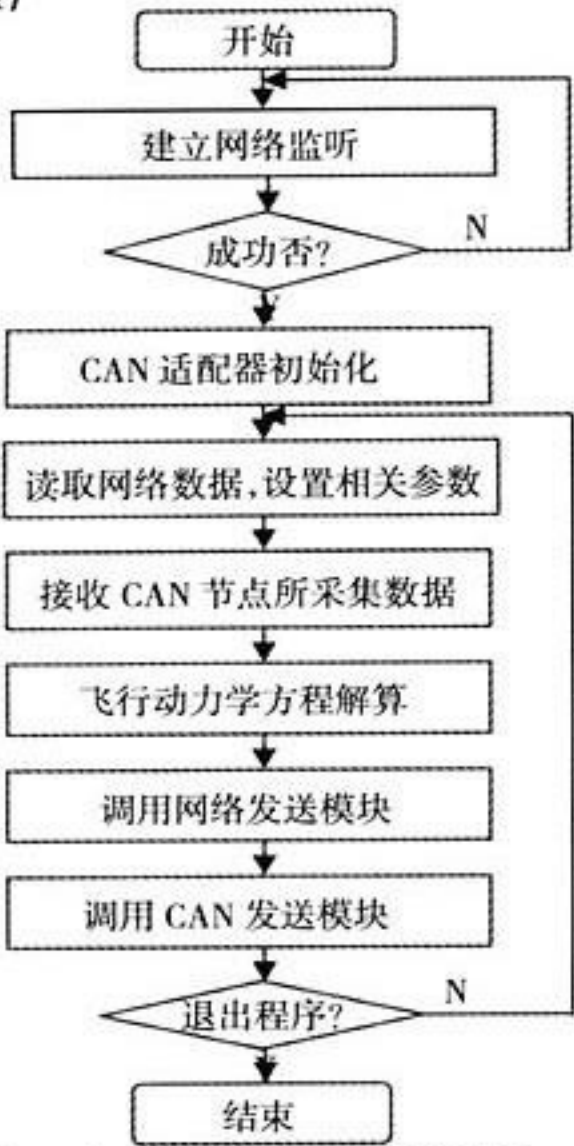 开始
建立网络监听
成功否?
N
CAN 适配器初始化
读取网络数据,设置相关参数
接收 CAN 节点所采集数据
飞行动力学方程解算
调用网络发送模块
调用 CAN 发送模块
退出程序?
N
结束